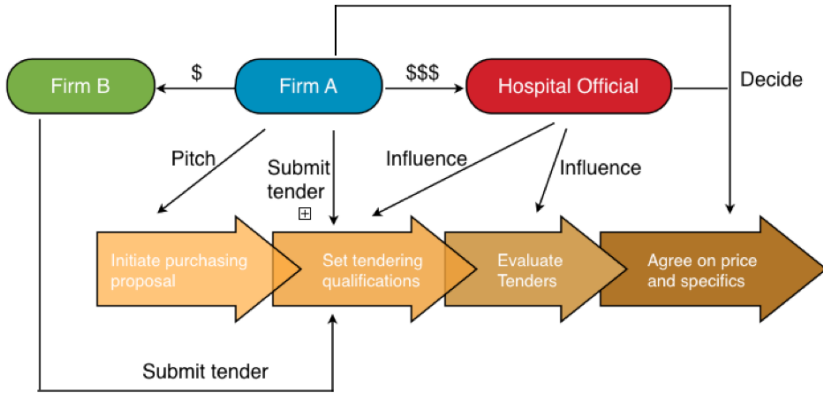 $
$$$
Firm B
Firm A
Hospital Official
Decide
Pitch
Submit
tender
Influence
Influence
Initiate purchasing
proposal
Set tendering
qualifications
Evaluate
Tenders
Agree on price
and specifics
Submit tender